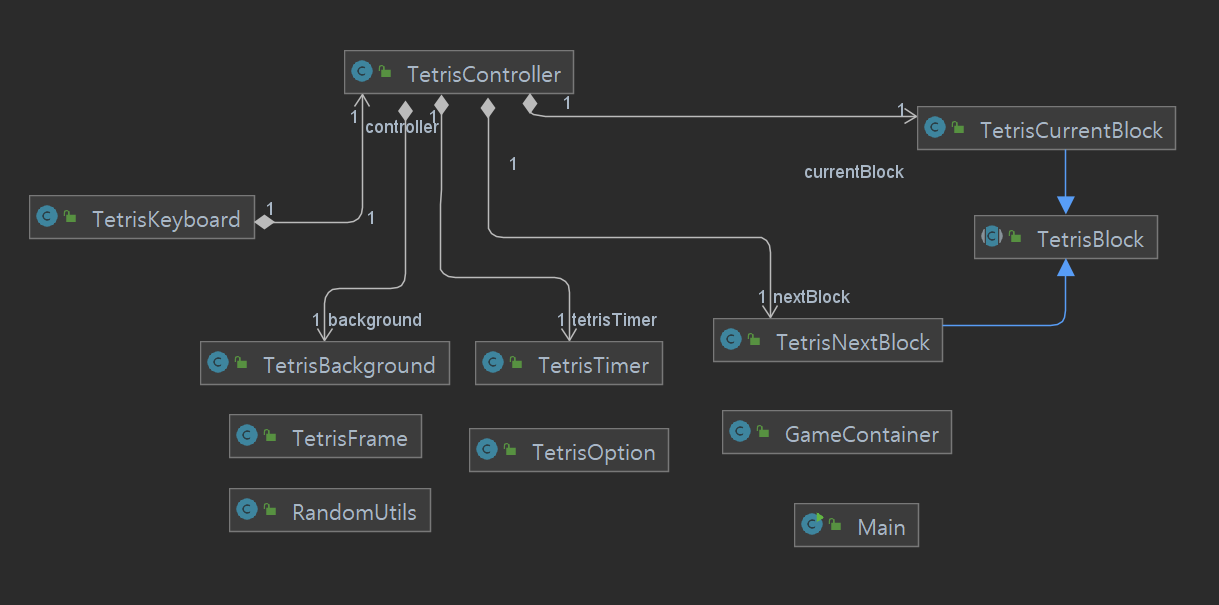 TetrisController
1
1
1
controller
1
1
TetrisCurrentBlock
1
currentBlock
1
TetrisKeyboard
1
TetrisBlock
1 nextBlock
1 background
1 tetrisTimer
TetrisNextBlock
TetrisBackground
TetrisTimer
TetrisFrame
TetrisOption
GameContainer
RandomUtils
Main